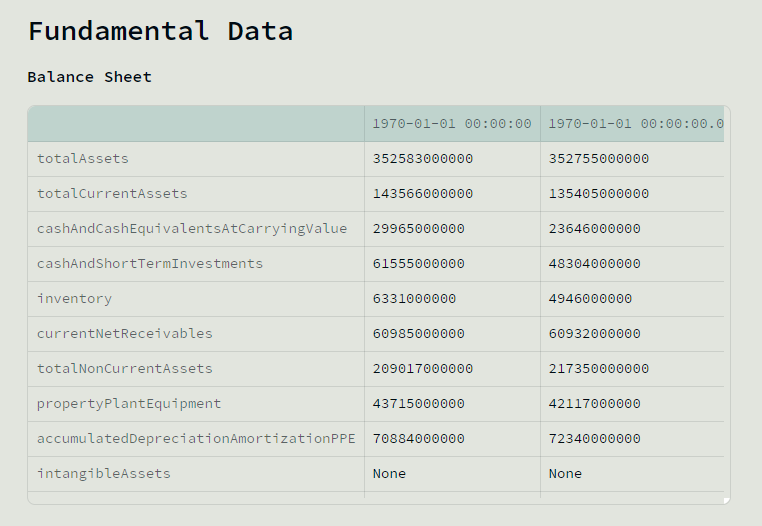 Fundamental Data
Balance Sheet
1970-01-01 00:00:00 1970-01-01 00:00:00.0
totalAssets 352583000000 352755000000
totalCurrentAssets 143566000000 135405000000
cashAndCashEquivalentsAtCarryingValue 29965000000 23646000000
cashAndShortTermInvestments 61555000000 48304000000
inventory 6331000000 4946000000
currentNetReceivables 60985000000 60932000000
totalNonCurrentAssets 209017000000 217350000000
propertyPlantEquipment 43715000000 42117000000
accumulatedDepreciationAmortizationPPE 70884000000 72340000000
intangibleAssets None None